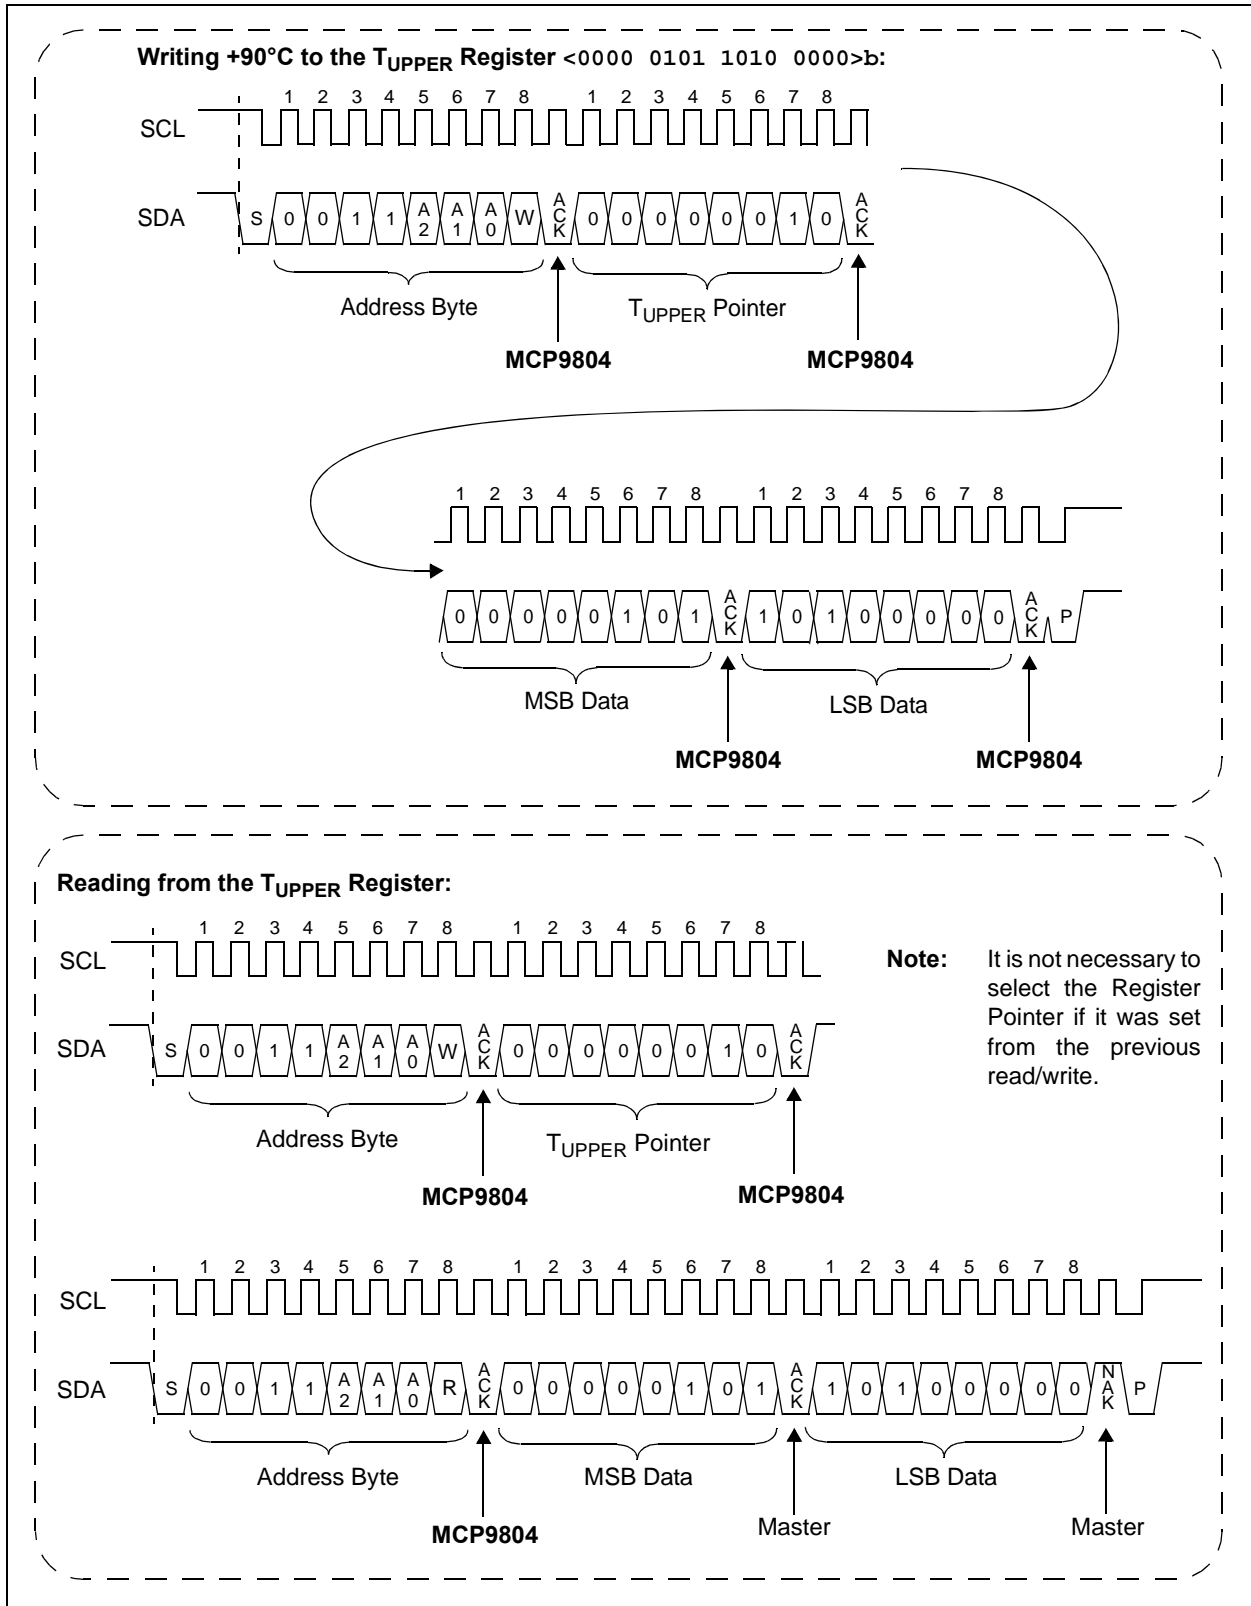 Writing +90°C to the TUPPER Register <0000 0101 1010 0000>b:
1 2 3 4 5 6 7 8 1 2 3 4 5 6 7 8
SCL
SDA S 0 0 1 1 A2 A1 A0 W ACK 0 0 0 0 0 0 1 0 ACK
Address Byte TUPPER Pointer
MCP9804 MCP9804
1 2 3 4 5 6 7 8 1 2 3 4 5 6 7 8
0 0 0 0 0 1 0 1 ACK 1 0 1 0 0 0 0 0 ACK P
MSB Data LSB Data
MCP9804 MCP9804
Reading from the TUPPER Register:
1 2 3 4 5 6 7 8 1 2 3 4 5 6 7 8
SCL
SDA S 0 0 1 1 A2 A1 A0 W ACK 0 0 0 0 0 0 1 0 ACK
Address Byte TUPPER Pointer
MCP9804 MCP9804
Note: It is not necessary to
select the Register
Pointer if it was set
from the previous
read/write.
1 2 3 4 5 6 7 8 1 2 3 4 5 6 7 8 1 2 3 4 5 6 7 8
SCL
SDA S 0 0 1 1 A2 A1 A0 R ACK 0 0 0 0 0 1 0 1 ACK 1 0 1 0 0 0 0 0 NAK P
Address Byte MSB Data LSB Data
MCP9804 Master Master